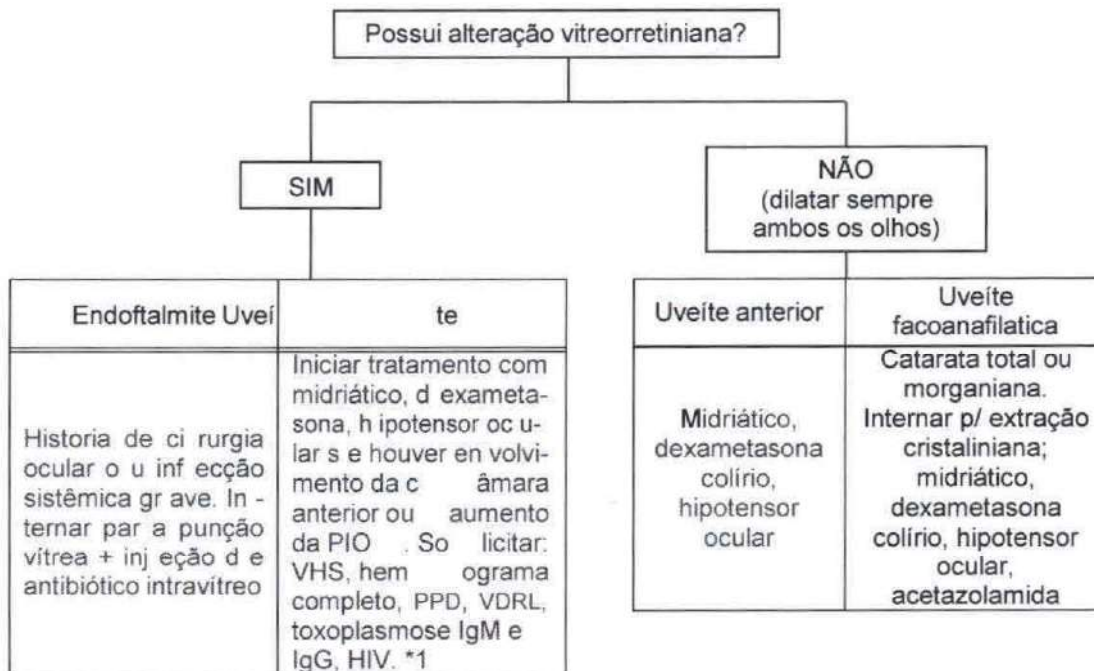 Possui alteração vitreorretiniana?
SIM
NÃO
(dilatar sempre
ambos os olhos)
Endoftalmite Uveí
te
Historia de ci rurgia
ocular o u inf ecção
sistêmica gr ave. In -
ternar par a punção
vítrea + inj eção d e
antibiótico intravítreo
Iniciar tratamento com
midriático, d exameta-
sona, h ipotensor oc u-
lar s e houver en volvi-
mento da c âmara
anterior ou aumento
da PIO . So licitar:
VHS, hem ograma
completo, PPD, VDRL,
toxoplasmose IgM e
IgG, HIV. *1
Uveíte anterior
Uveíte
facoanafilatica
Midriático,
dexametasona
colírio,
hipotensor
ocular
Catarata total ou
morganiana.
Internar p/ extração
cristaliniana;
midriático,
dexametasona
colírio, hipotensor
ocular,
acetazolamida